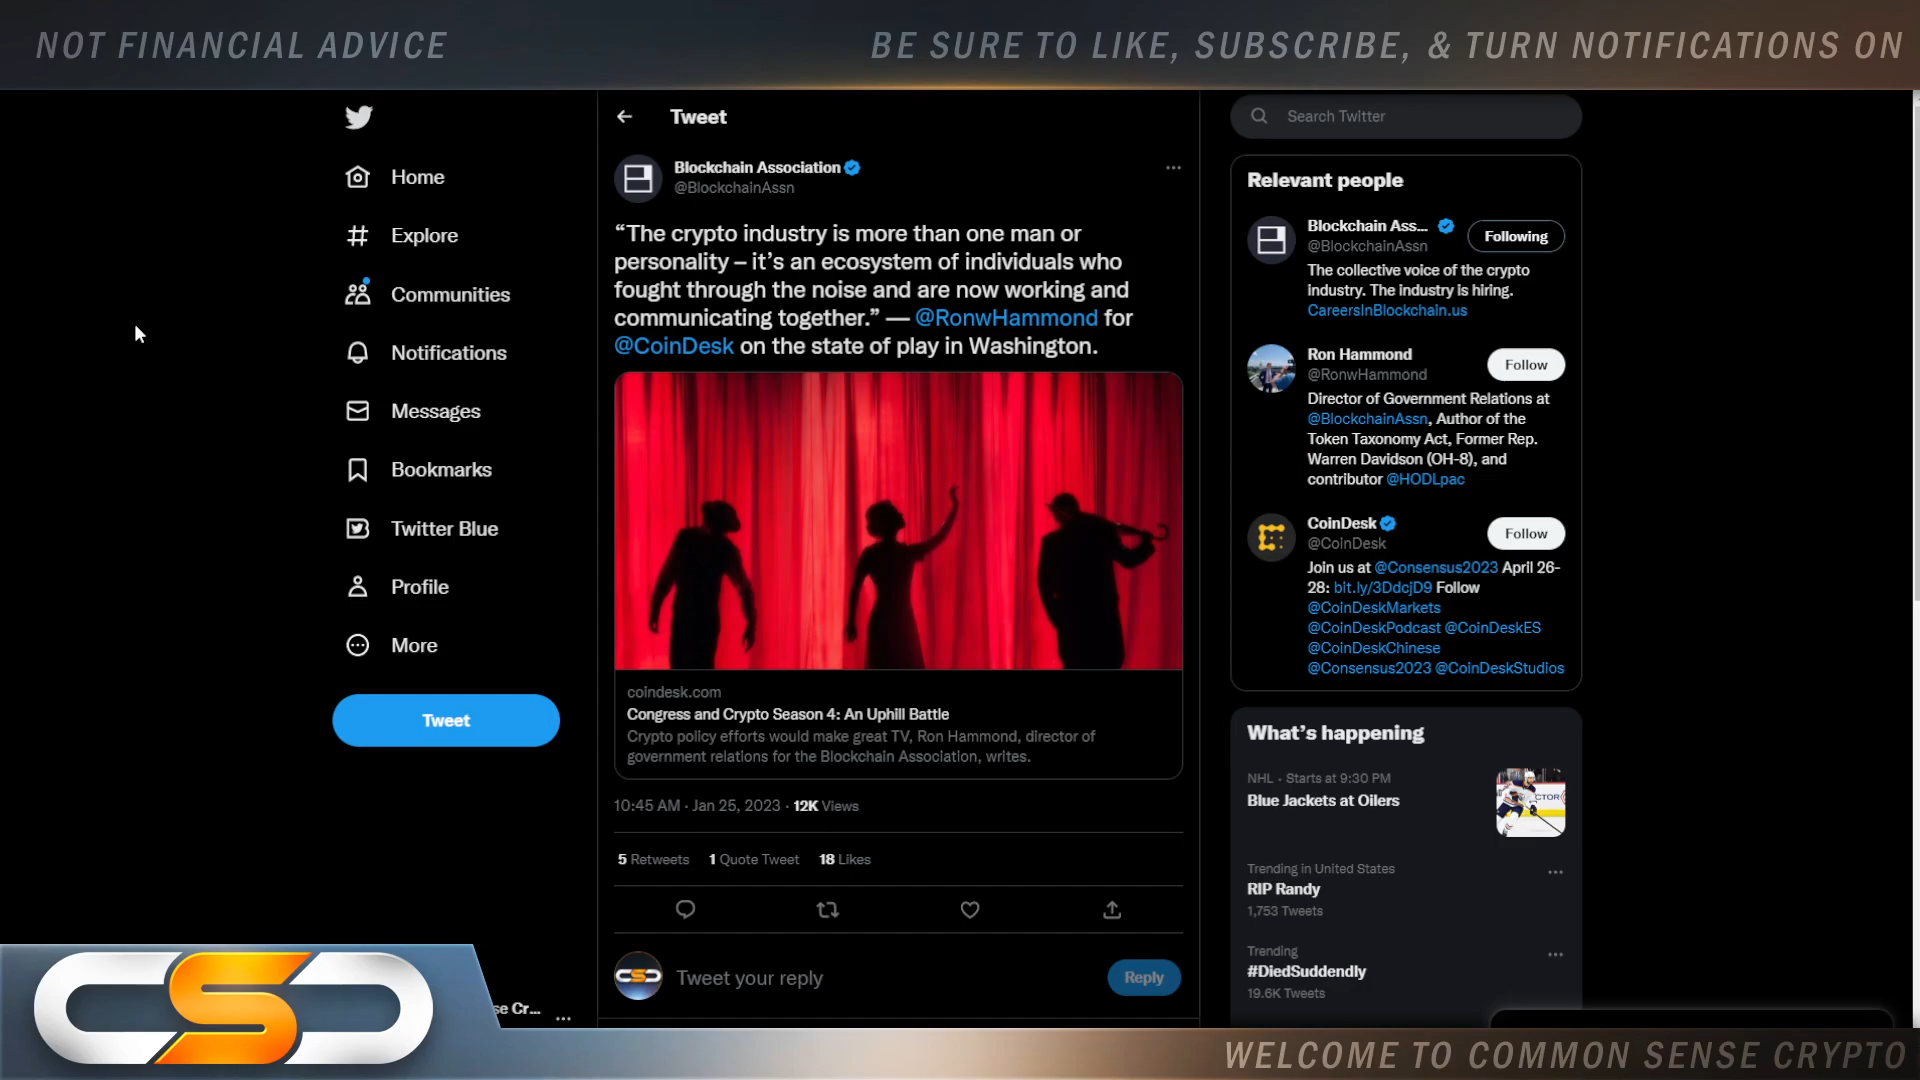 NOT FINANCIAL ADVICE
BE SURE TO LIKE, SUBSCRIBE, & TURN NOTIFICATIONS ON
Home
Explore
Communities
Notifications
Messages
Bookmarks
Twitter Blue
Profile
More
Tweet
se Cr...
Tweet
Blockchain Association
@BlockchainAssn
“The crypto industry is more than one man or
personality – it’s an ecosystem of individuals who
fought through the noise and are now working and
communicating together.” — @RonwHammond for
@CoinDesk on the state of play in Washington.
coindesk.com
Congress and Crypto Season 4: An Uphill Battle
Crypto policy efforts would make great TV, Ron Hammond, director of
government relations for the Blockchain Association, writes.
10:45 AM · Jan 25, 2023 · 12K Views
5 Retweets 1 Quote Tweet 18 Likes
Tweet your reply
Reply
Search Twitter
Relevant people
Blockchain Ass...
@BlockchainAssn
Following
The collective voice of the crypto
industry. The industry is hiring.
CareersInBlockchain.us
Ron Hammond
@RonwHammond
Follow
Director of Government Relations at
@BlockchainAssn, Author of the
Token Taxonomy Act, Former Rep.
Warren Davidson (OH-8), and
contributor @HODLpac
CoinDesk
@CoinDesk
Follow
Join us at @Consensus2023 April 26-
28: bit.ly/3DdcjD9 Follow
@CoinDeskMarkets
@CoinDeskPodcast @CoinDeskES
@CoinDeskChinese
@Consensus2023 @CoinDeskStudios
What’s happening
NHL · Starts at 9:30 PM
Blue Jackets at Oilers
Trending in United States
RIP Randy
1,753 Tweets
Trending
#DiedSuddenly
19.6K Tweets
CSC
WELCOME TO COMMON SENSE CRYPTO